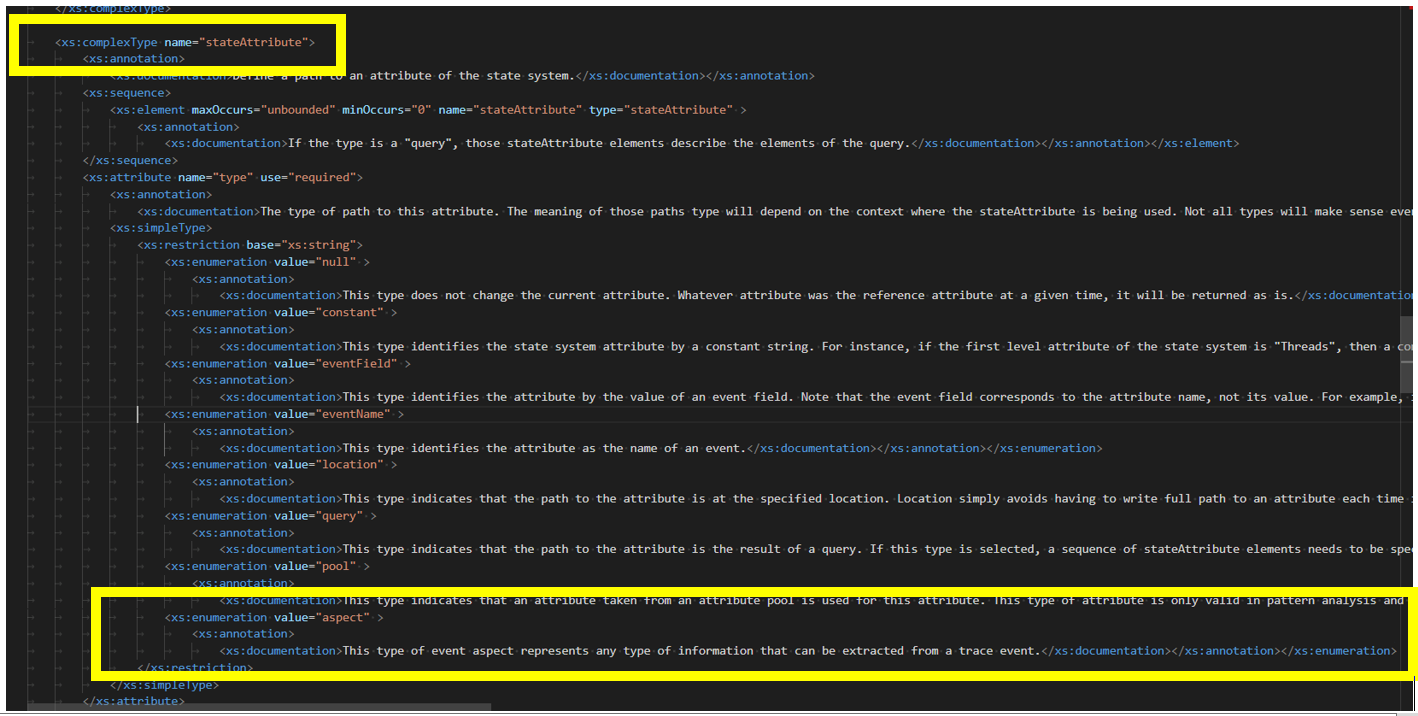 </xs:complexType>
<xs:complexType name="stateAttribute">
<xs:annotation>
<xs:documentation>Define a path to an attribute of the state system.</xs:documentation></xs:annotation>
<xs:sequence>
<xs:element maxOccurs="unbounded" minOccurs="0" name="stateAttribute" type="stateAttribute" >
<xs:annotation>
<xs:documentation>If the type is a "query", those stateAttribute elements describe the elements of the query.</xs:documentation></xs:annotation></xs:element>
</xs:sequence>
<xs:attribute name="type" use="required">
<xs:annotation>
<xs:documentation>The type of path to this attribute. The meaning of those paths type will depend on the context where the stateAttribute is being used. Not all types will make sense ever
<xs:simpleType>
<xs:restriction base="xs:string">
<xs:enumeration value="null" >
<xs:annotation>
<xs:documentation>This type does not change the current attribute. Whatever attribute was the reference attribute at a given time, it will be returned as is.</xs:documentation
<xs:enumeration value="constant" >
<xs:annotation>
<xs:documentation>This type identifies the state system attribute by a constant string. For instance, if the first level attribute of the state system is "Threads", then a co
<xs:enumeration value="eventField" >
<xs:annotation>
<xs:documentation>This type identifies the attribute by the value of an event field. Note that the event field corresponds to the attribute name, not its value. For example,
<xs:enumeration value="eventName" >
<xs:annotation>
<xs:documentation>This type identifies the attribute as the name of an event.</xs:documentation></xs:annotation></xs:enumeration>
<xs:enumeration value="location" >
<xs:annotation>
<xs:documentation>This type indicates that the path to the attribute is at the specified location. Location simply avoids having to write full path to an attribute each time
<xs:enumeration value="query" >
<xs:annotation>
<xs:documentation>This type indicates that the path to the attribute is the result of a query. If this type is selected, a sequence of stateAttribute elements needs to be spec
<xs:enumeration value="pool" >
<xs:annotation>
<xs:documentation>This type indicates that an attribute taken from an attribute pool is used for this attribute. This type of attribute is only valid in pattern analysis and
<xs:enumeration value="aspect" >
<xs:annotation>
<xs:documentation>This type of event aspect represents any type of information that can be extracted from a trace event.</xs:documentation></xs:annotation></xs:enumeration>
</xs:restriction>
</xs:simpleType>
</xs:attribute>